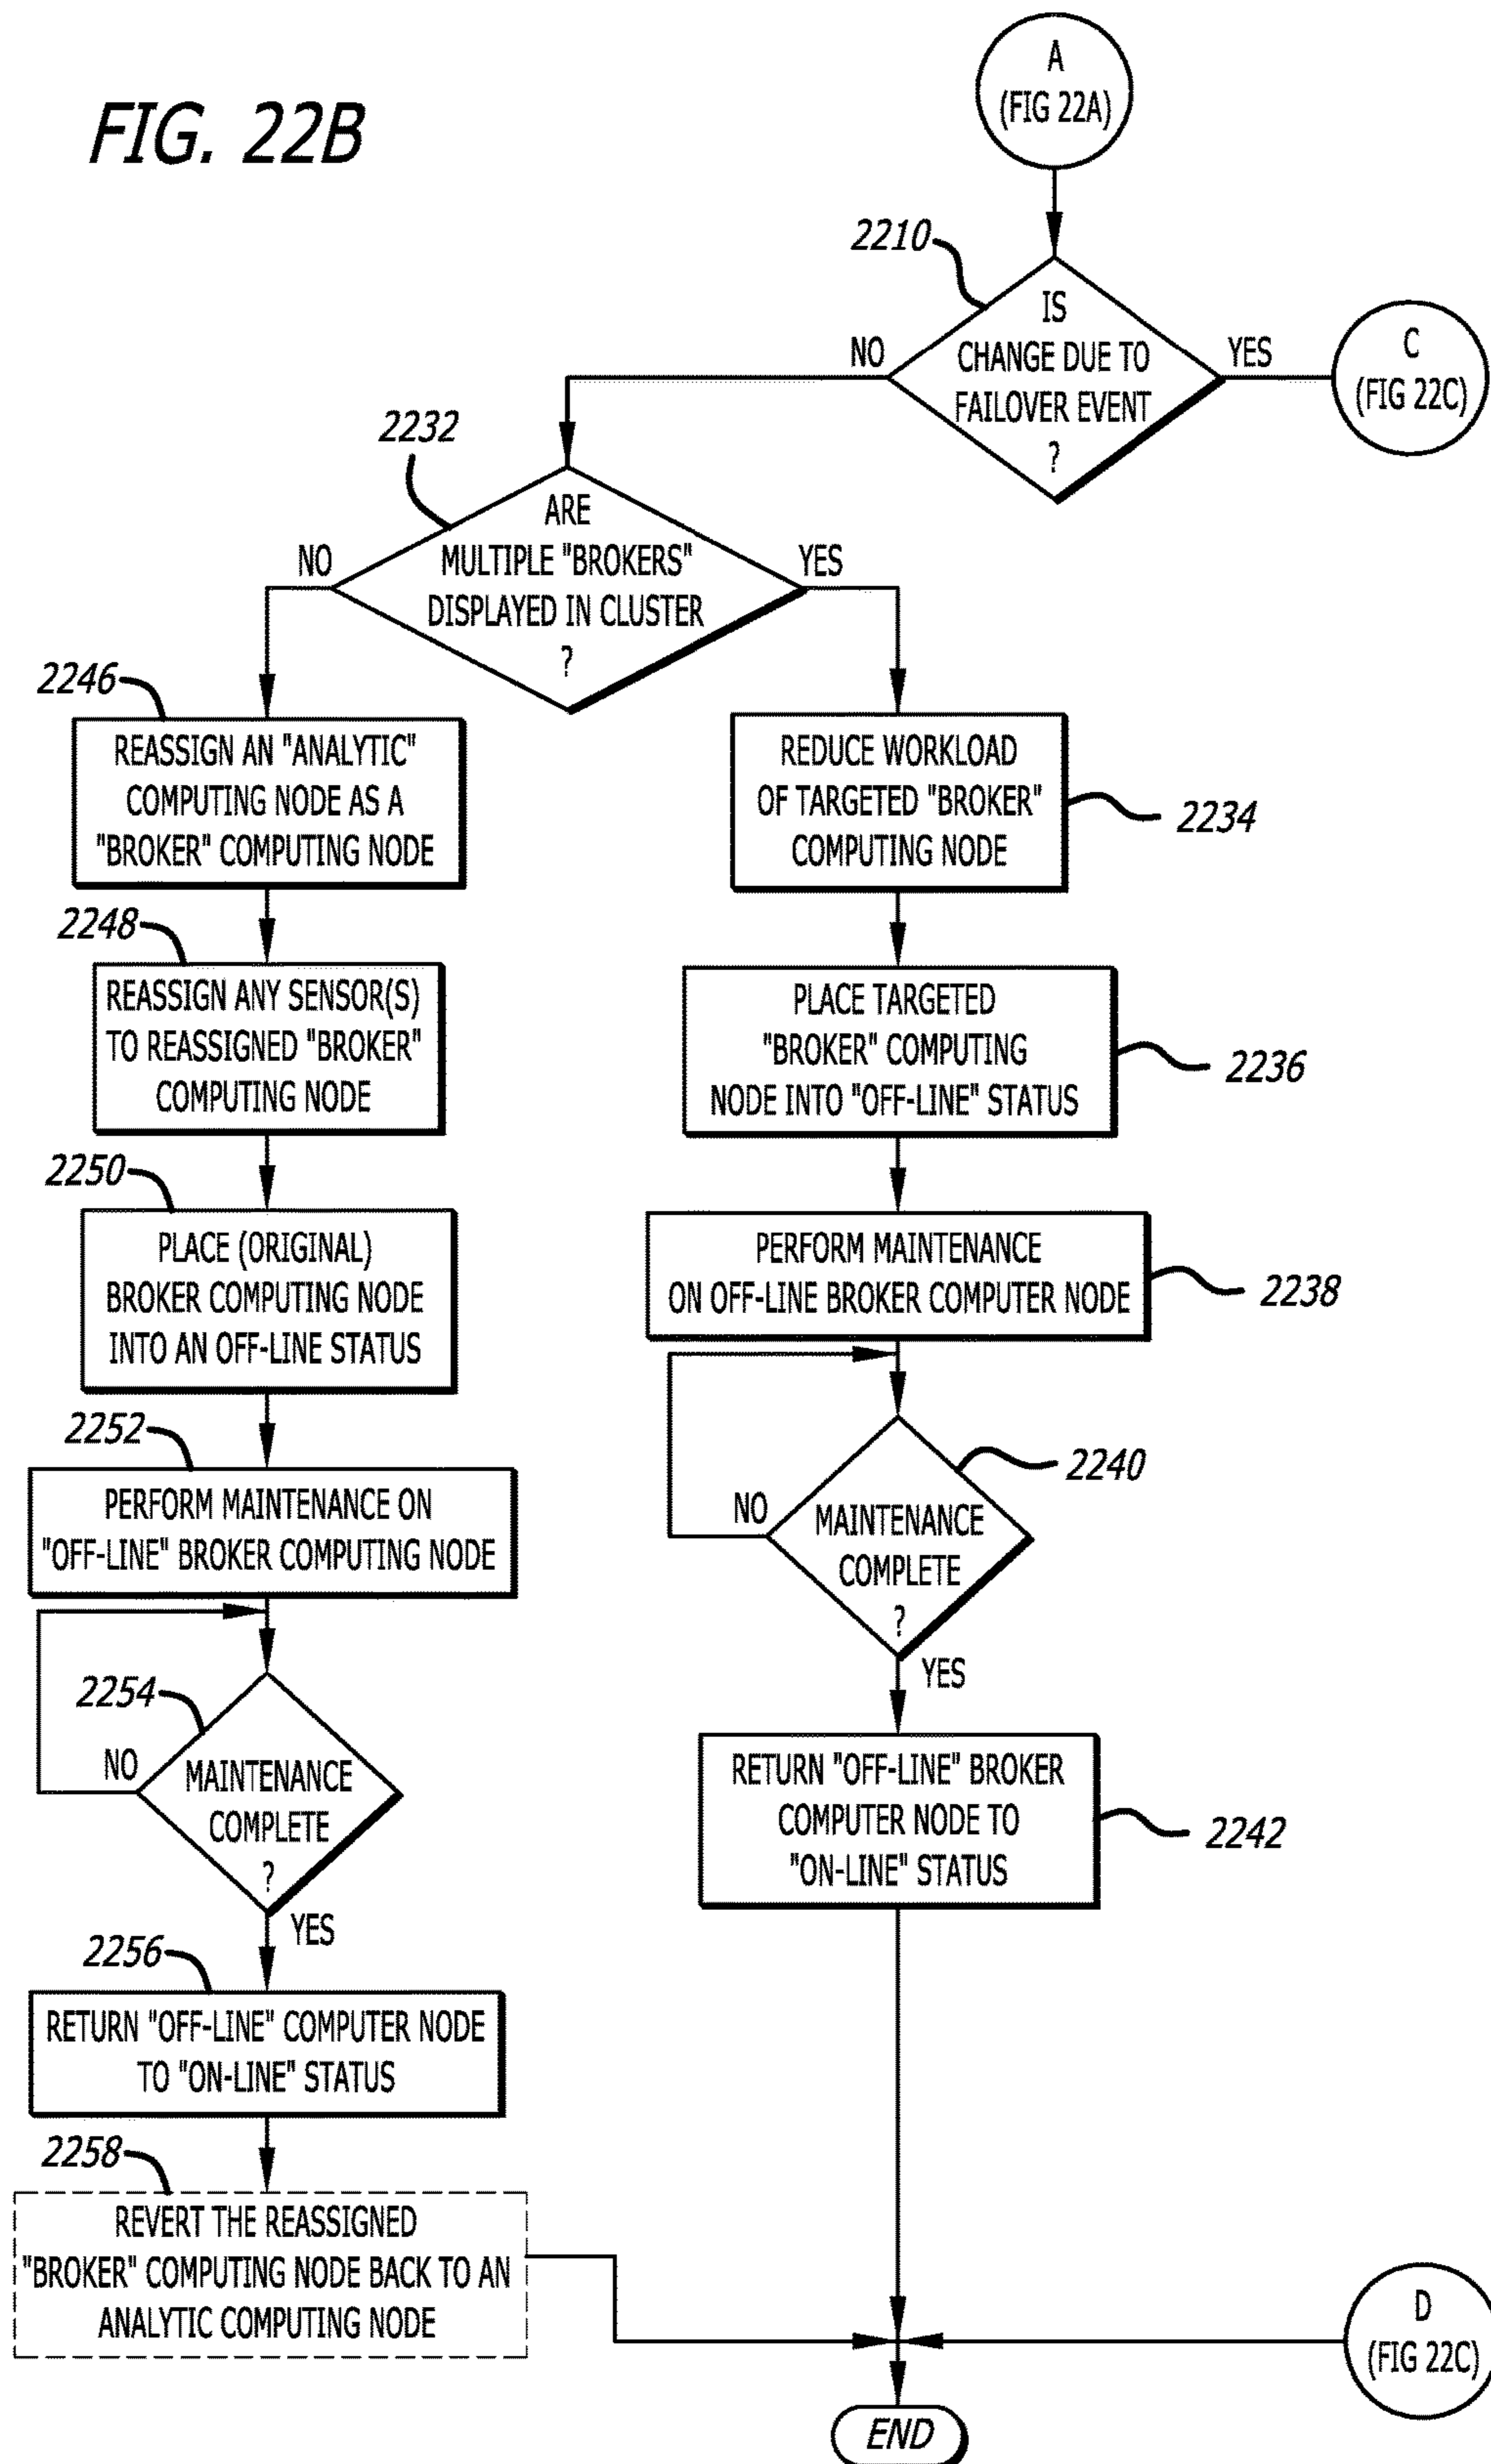 FIG. 22B
A
(FIG 22A)
2210
IS
CHANGE DUE TO
FAILOVER EVENT
?
NO
YES
C
(FIG 22C)
2232
ARE
MULTIPLE "BROKERS"
DISPLAYED IN CLUSTER
?
NO
YES
2246
REASSIGN AN "ANALYTIC"
COMPUTING NODE AS A
"BROKER" COMPUTING NODE
2248
REASSIGN ANY SENSOR(S)
TO REASSIGNED "BROKER"
COMPUTING NODE
2250
PLACE (ORIGINAL)
BROKER COMPUTING NODE
INTO AN OFF-LINE STATUS
2252
PERFORM MAINTENANCE ON
"OFF-LINE" BROKER COMPUTING NODE
2254
NO
MAINTENANCE
COMPLETE
?
YES
2256
RETURN "OFF-LINE" COMPUTER NODE
TO "ON-LINE" STATUS
2258
REVERT THE REASSIGNED
"BROKER" COMPUTING NODE BACK TO AN
ANALYTIC COMPUTING NODE
REDUCE WORKLOAD
OF TARGETED "BROKER"
COMPUTING NODE
2234
PLACE TARGETED
"BROKER" COMPUTING
NODE INTO "OFF-LINE" STATUS
2236
PERFORM MAINTENANCE
ON OFF-LINE BROKER COMPUTER NODE
2238
2240
NO
MAINTENANCE
COMPLETE
?
YES
RETURN "OFF-LINE" BROKER
COMPUTER NODE TO
"ON-LINE" STATUS
2242
D
(FIG 22C)
END